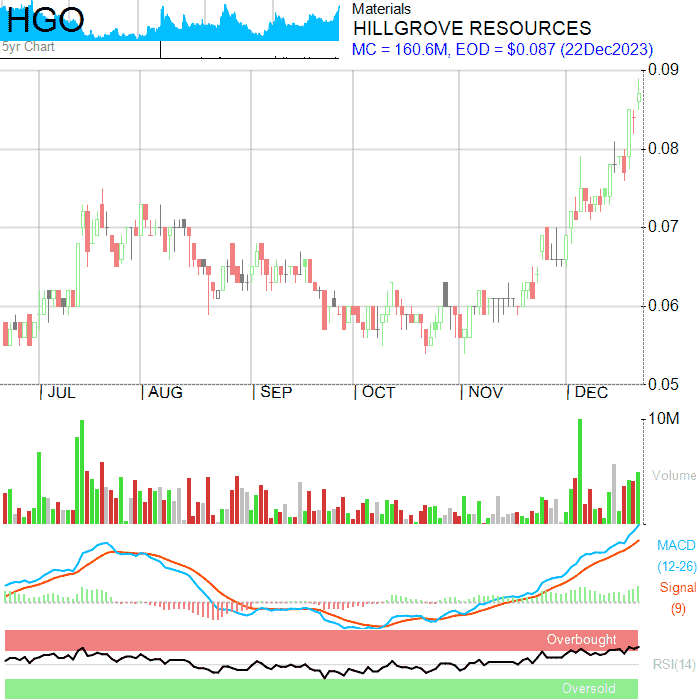 HGO
5yr Chart
Materials
HILLGROVE RESOURCES
MC = 160.6M, EOD = $0.087 (22Dec2023)
0.09
0.08
0.07
0.06
0.05
JUL AUG SEP OCT NOV DEC
10M
Volume
MACD
(12-26)
Signal
(9)
Overbought
RSI(14)
Oversold